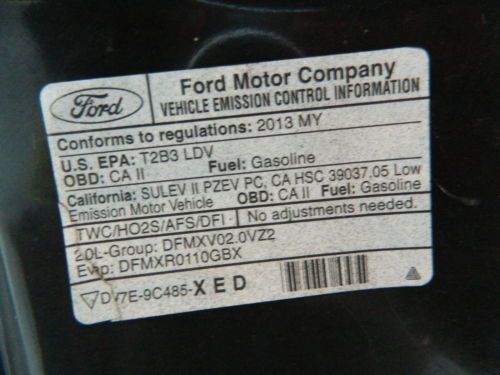 Ford
Ford Motor Company
VEHICLE EMISSION CONTROL INFORMATION
Conforms to regulations: 2013 MY
U.S. EPA: T2B3 LDV
OBD: CA II Fuel: Gasoline
California: SULEV II PZEV PC, CA HSC 39037.05 Low
Emission Motor Vehicle OBD: CA II Fuel: Gasoline
TWC/HO2S/AFS/DFI No adjustments needed.
2.0L-Group: DFMXV02.0VZ2
Evap: DFMXR0110GBX
DV7E-9C485-XED